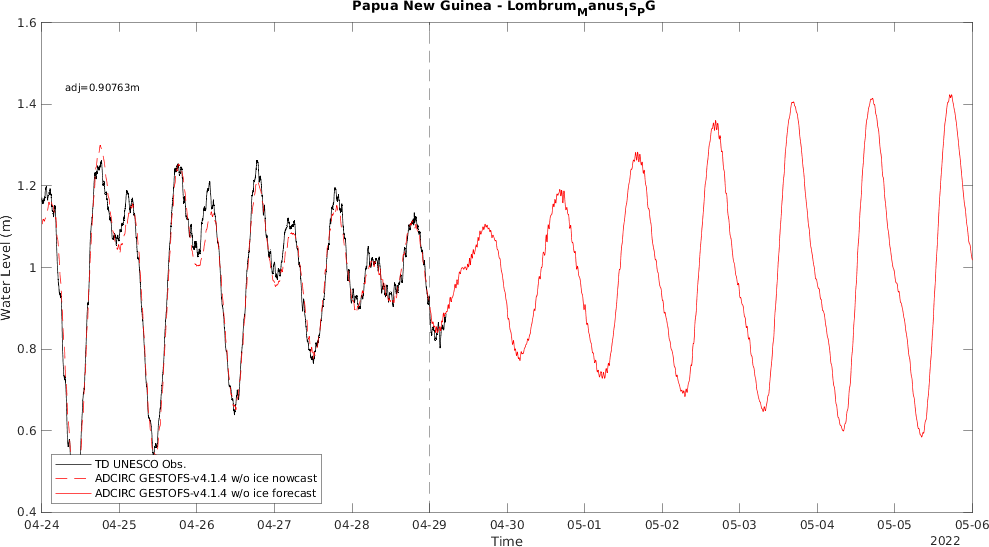 Papua New Guinea - LombrumManusIsPG
1.6
adj=0.90763m
1.4
1.2
1
0.8
0.6
0.4
Water Level (m)
TD UNESCO Obs.
ADCIRC GESTOFS-v4.1.4 w/o ice nowcast
ADCIRC GESTOFS-v4.1.4 w/o ice forecast
04-24 04-25 04-26 04-27 04-28 04-29 04-30 05-01 05-02 05-03 05-04 05-05 05-06
Time
2022